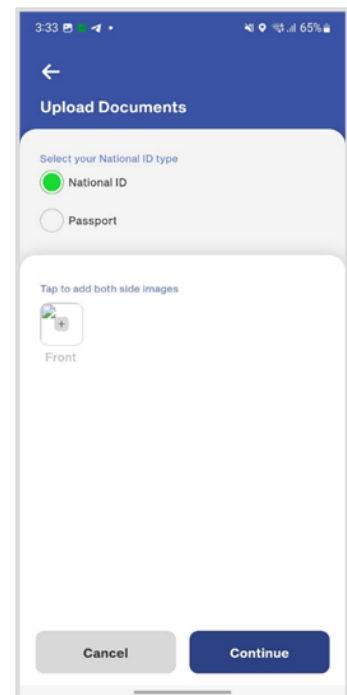 3:33
65%
Upload Documents
Select your National ID type
National ID
Passport
Tap to add both side images
Front
Cancel
Continue